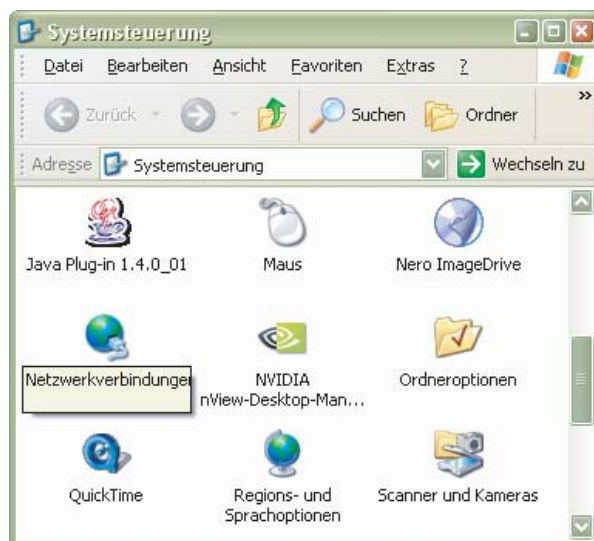 Systemsteuerung
Datei Bearbeiten Ansicht Favoriten Extras ?
Zurück Suchen Ordner »
Adresse Systemsteuerung Wechseln zu
Java Plug-in 1.4.0_01
Maus
Nero ImageDrive
Netzwerkverbindungen
NVIDIA
nView-Desktop-Man...
Ordneroptionen
QuickTime
Regions- und
Sprachoptionen
Scanner und Kameras